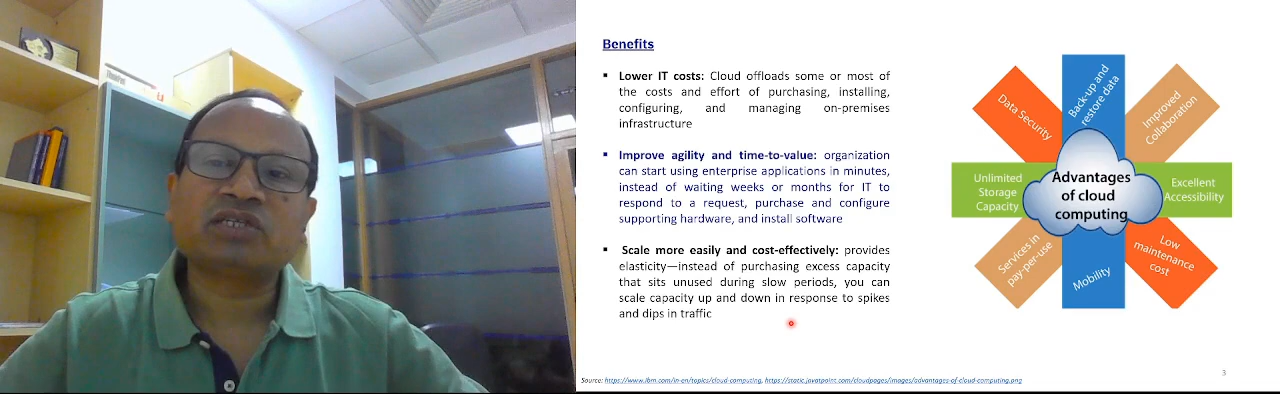 Benefits
▪ Lower IT costs: Cloud offloads some or most of
the costs and effort of purchasing, installing,
configuring, and managing on-premises
infrastructure
▪ Improve agility and time-to-value: organization
can start using enterprise applications in minutes,
instead of waiting weeks or months for IT to
respond to a request, purchase and configure
supporting hardware, and install software
▪ Scale more easily and cost-effectively: provides
elasticity—instead of purchasing excess capacity
that sits unused during slow periods, you can
scale capacity up and down in response to spikes
and dips in traffic
Data Security
Back-up and
restore data
Improved
Collaboration
Unlimited
Storage
Capacity
Advantages
of cloud
computing
Excellent
Accessibility
Services in
pay-per-use
Mobility
Low
maintenance
cost
3
Source: https://www.ibm.com/in-en/topics/cloud-computing, https://static.javatpoint.com/cloudpages/images/advantages-of-cloud-computing.png